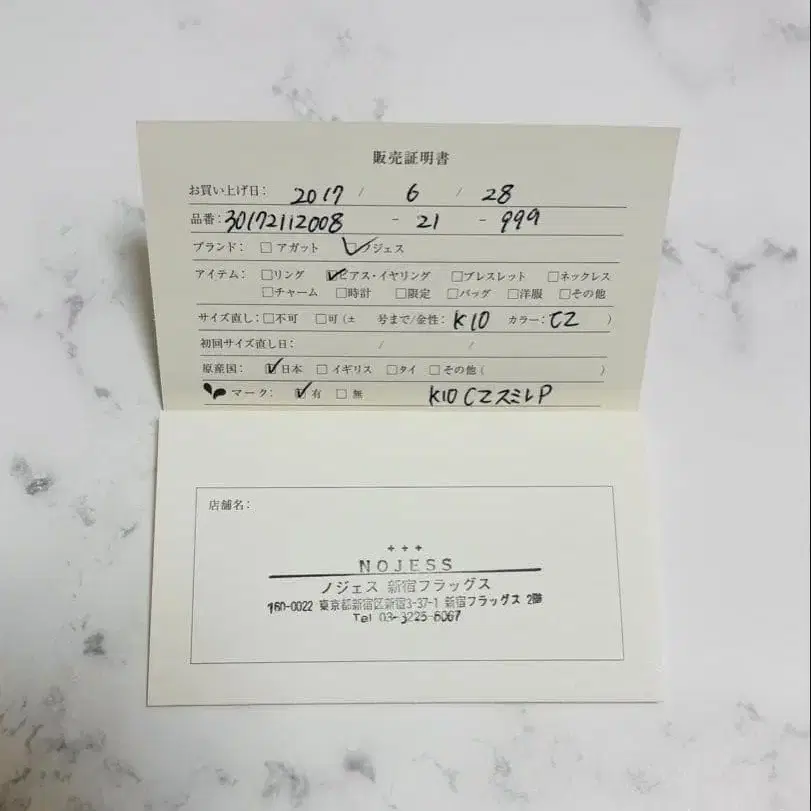 販売証明書
お買い上げ日： 2017 / 6 / 28
品番：30172112008 - 21 - 999
ブランド： □ アガット ☑ ノジェス
アイテム： □リング ☑ピアス・イヤリング □ブレスレット □ネックレス
□チャーム □時計 □限定 □バッグ □洋服 □その他
サイズ直し：□不可 □可（± 号まで/金性： K10 カラー：CZ ）
初回サイズ直し日： / /
原産国： ☑日本 □イギリス □タイ □その他（ ）
マーク： ☑有 □無 K10 CZスミレP
店舗名：
+ + +
NOJESS
ノジェス 新宿フラッグス
160-0022 東京都新宿区新宿3-37-1 新宿フラッグス 2階
Tel 03-3225-6067